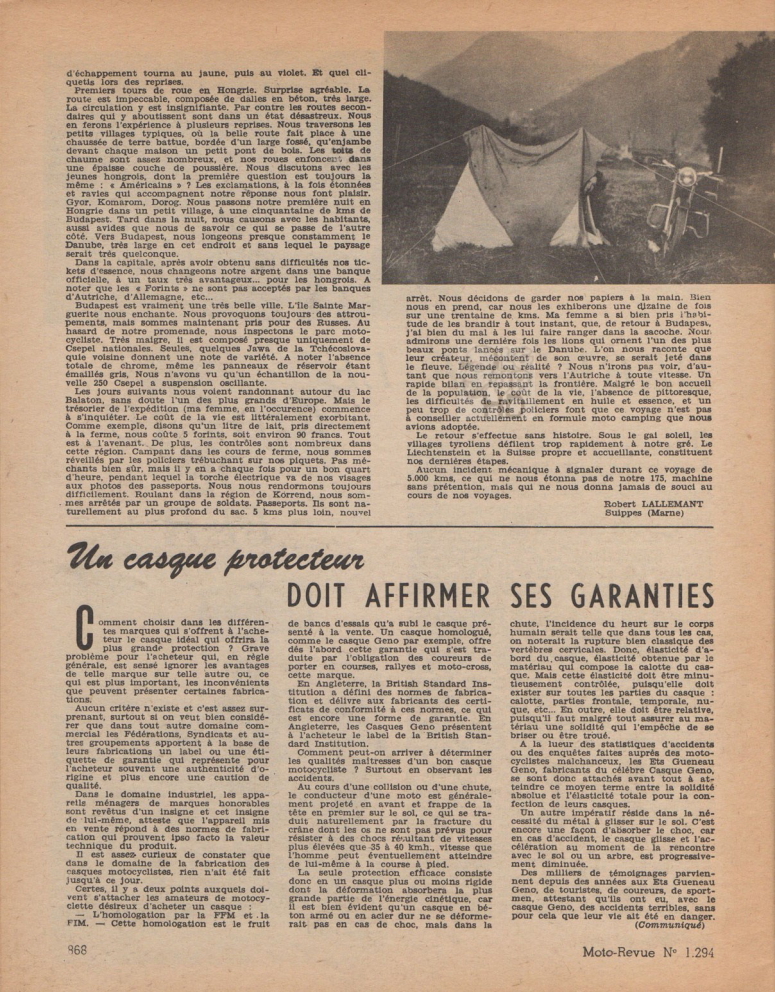 d'échappement tourna au jaune, puis au violet. Et quel cli-
quetis lors des reprises.
Premiers tours de roue en Hongrie. Surprise agréable. La
route est impeccable, composée de dalles en béton, très large.
La circulation y est insignifiante. Par contre les routes secon-
daires qui y aboutissent sont dans un état désastreux. Nous
en ferons l'expérience à plusieurs reprises. Nous traversons les
petits villages typiques, où la belle route fait place à une
chaussée de terre battue, bordée d'un large fossé, qu'enjambe
devant chaque maison un petit pont de bois. Les toits de
chaume sont assez nombreux, et nos roues enfoncent dans
une épaisse couche de poussière. Nous discutons avec les
jeunes hongrois, dont la première question est toujours la
même : « Américains » ? Les exclamations, à la fois étonnées
et ravies qui accompagnent notre réponse nous font plaisir.
Gyor, Komarom, Dorog. Nous passons notre première nuit en
Hongrie dans un petit village, à une cinquantaine de kms de
Budapest. Tard dans la nuit, nous causons avec les habitants,
aussi avides que nous de savoir ce qui se passe de l'autre
côté. Vers Budapest, nous longeons presque constamment le
Danube, très large en cet endroit et sans lequel le paysage
serait très quelconque.
Dans la capitale, après avoir obtenu sans difficultés nos tic-
kets d'essence, nous changeons notre argent dans une banque
officielle, à un taux très avantageux... pour les hongrois. A
noter que les « Forints » ne sont pas acceptés par les banques
d'Autriche, d'Allemagne, etc...
Budapest est vraiment une très belle ville. L'île Sainte Mar-
guerite nous enchante. Nous provoquons toujours des attrou-
pements, mais sommes maintenant pris pour des Russes. Au
hasard de notre promenade, nous inspectons le parc moto-
cycliste. Très maigre, il est composé presque uniquement de
Csepel nationales. Seules, quelques Jawa de la Tchécoslova-
quie voisine donnent une note de variété. A noter l'absence
totale de chrome, même les panneaux de réservoir étant
émaillés gris, Nous n'avons vu qu'un échantillon de la nou-
velle 250 Csepel a suspension oscillante.
Les jours suivants nous voient randonnant autour du lac
Balaton, sans doute l'un des plus grands d'Europe. Mais le
trésorier de l'expédition (ma femme, en l'occurence) commence
à s'inquiéter. Le coût de la vie est littéralement exorbitant.
Comme exemple, disons qu'un litre de lait, pris directement
à la ferme, nous coûte 5 forints, soit environ 90 francs. Tout
est à l'avenant. De plus, les contrôles sont nombreux dans
cette région. Campant dans les cours de ferme, nous sommes
réveillés par les policiers trébuchant sur nos piquets. Pas mé-
chants bien sûr, mais il y en a chaque fois pour un bon quart
d'heure, pendant lequel la torche électrique va de nos visages
aux photos des passeports. Nous nous rendormons toujours
difficilement. Roulant dans la région de Korrend, nous som-
mes arrêtés par un groupe de soldats. Passeports. Ils sont na-
turellement au plus profond du sac. 5 kms plus loin, nouvel
arrêt. Nous décidons de garder nos papiers à la main. Bien
nous en prend, car nous les exhiberons une dizaine de fois
sur une trentaine de kms. Ma femme a si bien pris l'habi-
tude de les brandir à tout instant, que, de retour à Budapest,
j'ai bien du mal à les lui faire ranger dans la sacoche. Nous
admirons une dernière fois les lions qui ornent l'un des plus
beaux ponts lancés sur le Danube. L'on nous raconte que
leur créateur, mécontent de son œuvre, se serait jeté dans
le fleuve. Légende ou réalité ? Nous n'irons pas voir, d'au-
tant que nous remontons vers l'Autriche à toute vitesse. Un
rapide bilan en repassant la frontière. Malgré le bon accueil
de la population, le coût de la vie, l'absence de pittoresque,
les difficultés de ravitaillement en huile et essence, et un
peu trop de contrôles policiers font que ce voyage n'est pas
à conseiller actuellement en formule moto camping que nous
avions adoptée.
Le retour s'effectue sans histoire. Sous le gai soleil, les
villages tyroliens défilent trop rapidement à notre gré. Le
Liechtenstein et la Suisse propre et accueillante, constituent
nos dernières étapes.
Aucun incident mécanique à signaler durant ce voyage de
5.000 kms, ce qui ne étonna pas de notre 175, machine
sans prétention, mais qui ne nous donna jamais de souci au
cours de nos voyages.
Robert LALLEMANT
Suippes (Marne)
Un casque protecteur
DOIT AFFIRMER SES GARANTIES
Comment choisir dans les différen-
tes marques qui s'offrent à l'ache-
teur le casque idéal qui offrira la
plus grande protection ? Grave
problème pour l'acheteur qui, en règle
générale, est sensé ignorer les avantages
de telle marque sur telle autre ou, ce
qui est plus important, les inconvénients
que peuvent présenter certaines fabrica-
tions.
Aucun critère n'existe et c'est assez sur-
prenant, surtout si on veut bien considé-
rer que dans tout autre domaine com-
mercial les Fédérations, Syndicats et au-
tres groupements apportent à la base de
leurs fabrications un label ou une éti-
quette de garantie qui représente pour
l'acheteur souvent une authenticité d'o-
rigine et plus encore une caution de
qualité.
Dans le domaine industriel, les appa-
reils ménagers de marques honorables
sont revêtus d'un insigne et cet insigne
de lui-même, atteste que l'appareil mis
en vente répond à des normes de fabri-
cation qui prouvent ipso facto la valeur
technique du produit.
Il est assez curieux de constater que
dans le domaine de la fabrication des
casques motocyclistes, rien n'ait été fait
jusqu'à ce jour.
Certes, il y a deux points auxquels doi-
vent s'attacher les amateurs de motocy-
clette désireux d'acheter un casque :
— L'homologation par la FFM et la
FIM. — Cette homologation est le fruit
de bancs d'essais qu'a subi le casque pré-
senté à la vente. Un casque homologué,
comme le casque Geno par exemple, offre
dès l'abord cette garantie qui s'est tra-
duite par l'obligation des coureurs de
porter en courses, rallyes et moto-cross,
cette marque.
En Angleterre, la British Standard Ins-
titution a défini des normes de fabrica-
tion et délivre aux fabricants des certi-
ficats de conformité à ces normes, ce qui
est encore une forme de garantie. En
Angleterre, les Casques Geno présentent
à l'acheteur le label de la British Stan-
dard Institution.
Comment peut-on arriver à déterminer
les qualités maîtresses d'un bon casque
motocycliste ? Surtout en observant les
accidents.
Au cours d'une collision ou d'une chute,
le conducteur d'une moto est générale-
ment projeté en avant et frappe de la
tête en premier sur le sol, ce qui se tra-
duit naturellement par la fracture du
crâne dont les os ne sont pas prévus pour
résister à des chocs résultant de vitesses
plus élevées que 35 à 40 kmh., vitesse que
l'homme peut éventuellement atteindre
de lui-même à la course à pied.
La seule protection efficace consiste
donc en un casque plus ou moins rigide
dont la déformation absorbera la plus
grande partie de l'énergie cinétique, car
il est bien évident qu'un casque en bé-
ton armé ou en acier dur ne se déforme-
rait pas en cas de choc, mais dans la
chute, l'incidence du heurt sur le corps
humain serait telle que dans tous les cas,
on noterait la rupture bien classique des
vertèbres cervicales. Donc, élasticité d'a-
bord du casque, élasticité obtenue par le
matériau qui compose la calotte du cas-
que. Mais cette élasticité doit être minu-
tieusement contrôlée, puisqu'elle doit
exister sur toutes les parties du casque :
calotte, parties frontale, temporale, nu-
que, etc... En outre, elle doit être relative,
puisqu'il faut malgré tout assurer au ma-
tériau une solidité qui l'empêche de se
briser ou être troué.
A la lueur des statistiques d'accidents
ou des enquêtes faites auprès des moto-
cyclistes malchanceux, les Ets Gueneau
Geno, fabricants du célèbre Casque Geno,
se sont donc attachés avant tout à at-
teindre ce moyen terme entre la solidité
absolue et l'élasticité totale pour la con-
fection de leurs casques.
Un autre impératif réside dans la né-
cessité du métal à glisser sur le sol. C'est
encore une façon d'absorber le choc, car
en cas d'accident, le casque glisse et l'ac-
célération au moment de la rencontre
avec le sol ou un arbre, est progressive-
ment diminuée.
Des milliers de témoignages parvien-
nent depuis des années aux Ets Gueneau
Geno, de touristes, de coureurs, de sport-
men, attestant qu'ils ont eu, avec le
casque Geno, des accidents terribles, sans
pour cela que leur vie ait été en danger.
(Communiqué)
868
Moto-Revue N° 1.294